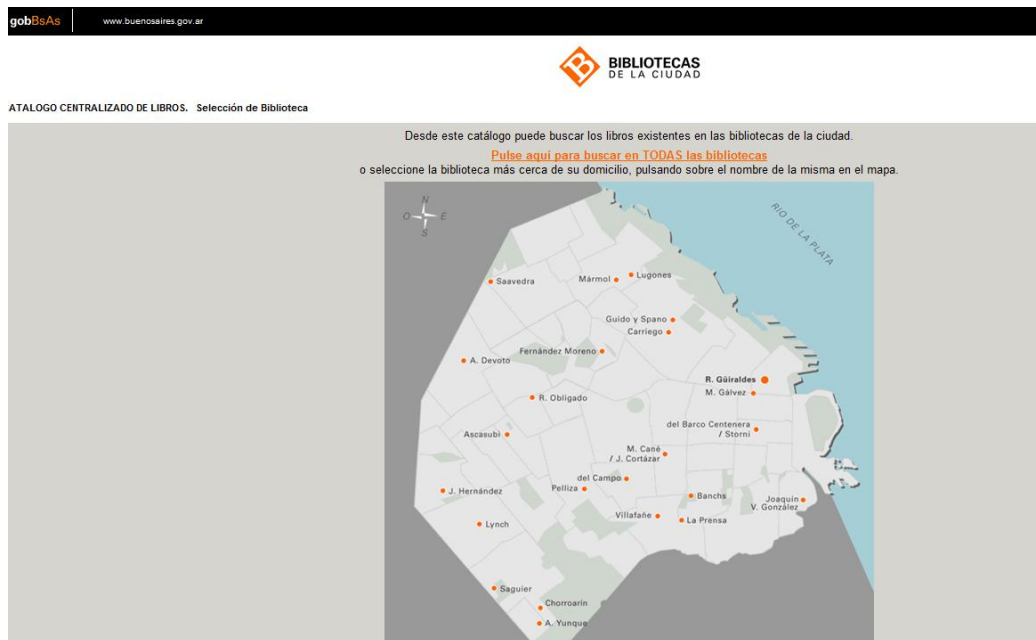 gobBsAs
www.buenosaires.gov.ar
BIBLIOTECAS
DE LA CIUDAD
ATALOGO CENTRALIZADO DE LIBROS. Selección de Biblioteca
Desde este catálogo puede buscar los libros existentes en las bibliotecas de la ciudad.
Pulse aqui para buscar en TODAS las bibliotecas
o seleccione la biblioteca más cerca de su domicilio, pulsando sobre el nombre de la misma en el mapa.
N
O E
S
RIO DE LA PLATA
Saavedra
Mármol
Lugones
Guido y Spano
Carriego
Fernández Moreno
A. Devoto
R. Güiraldes
M. Gálvez
R. Obligado
del Barco Centenera
/ Storni
Ascasubi
M. Cané
/ J. Cortázar
del Campo
Pelliza
J. Hernández
Banchs
Joaquín
V. González
Villafañe
La Prensa
Lynch
Saguier
Chorroarín
A. Yunque